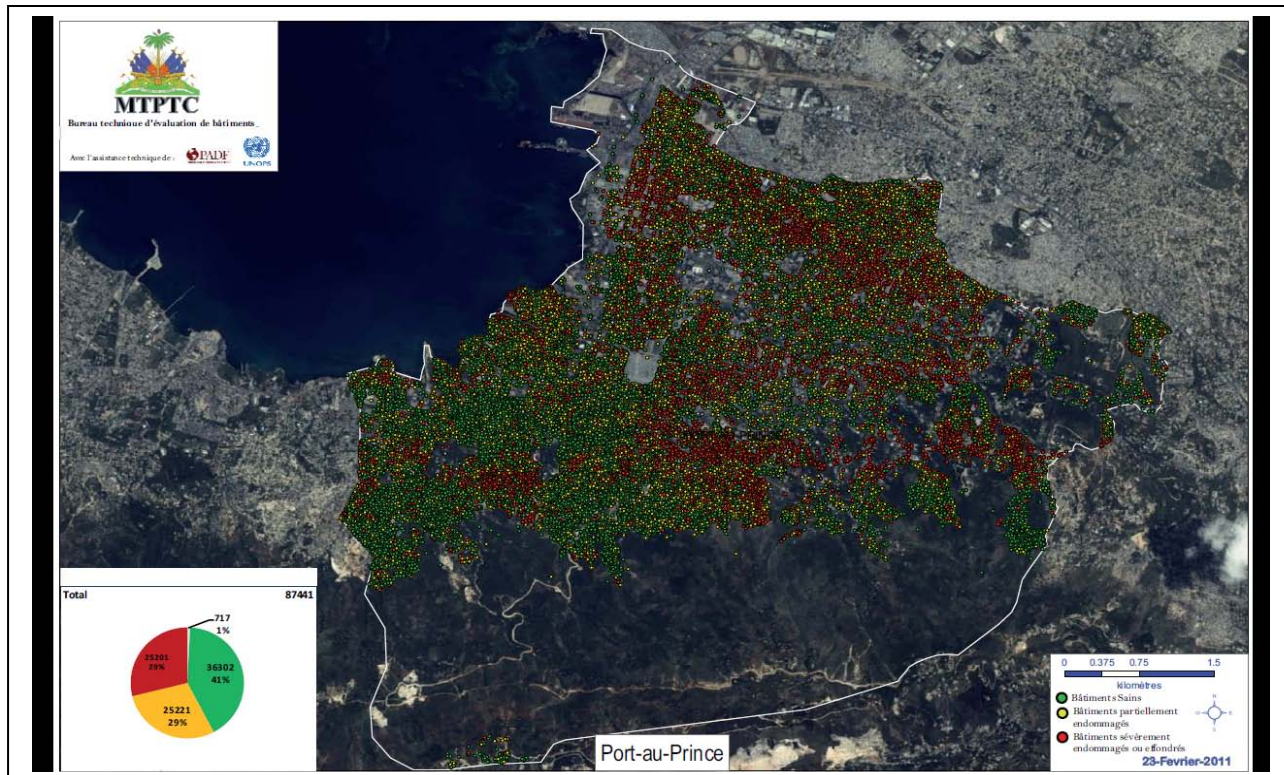 MTPTC
Bureau technique d'évaluation de bâtiments_
Avec l'assistance technique de :
PADF
UNOPS
Total 87441
717
1%
36302
41%
25221
29%
25201
29%
Port-au-Prince
0 0.375 0.75 1.5
kilomètres
Bâtiments Sains
Bâtiments partiellement
endommagés
Bâtiments sévèrement
endommagés ou effondrés
23-Fevrier-2011